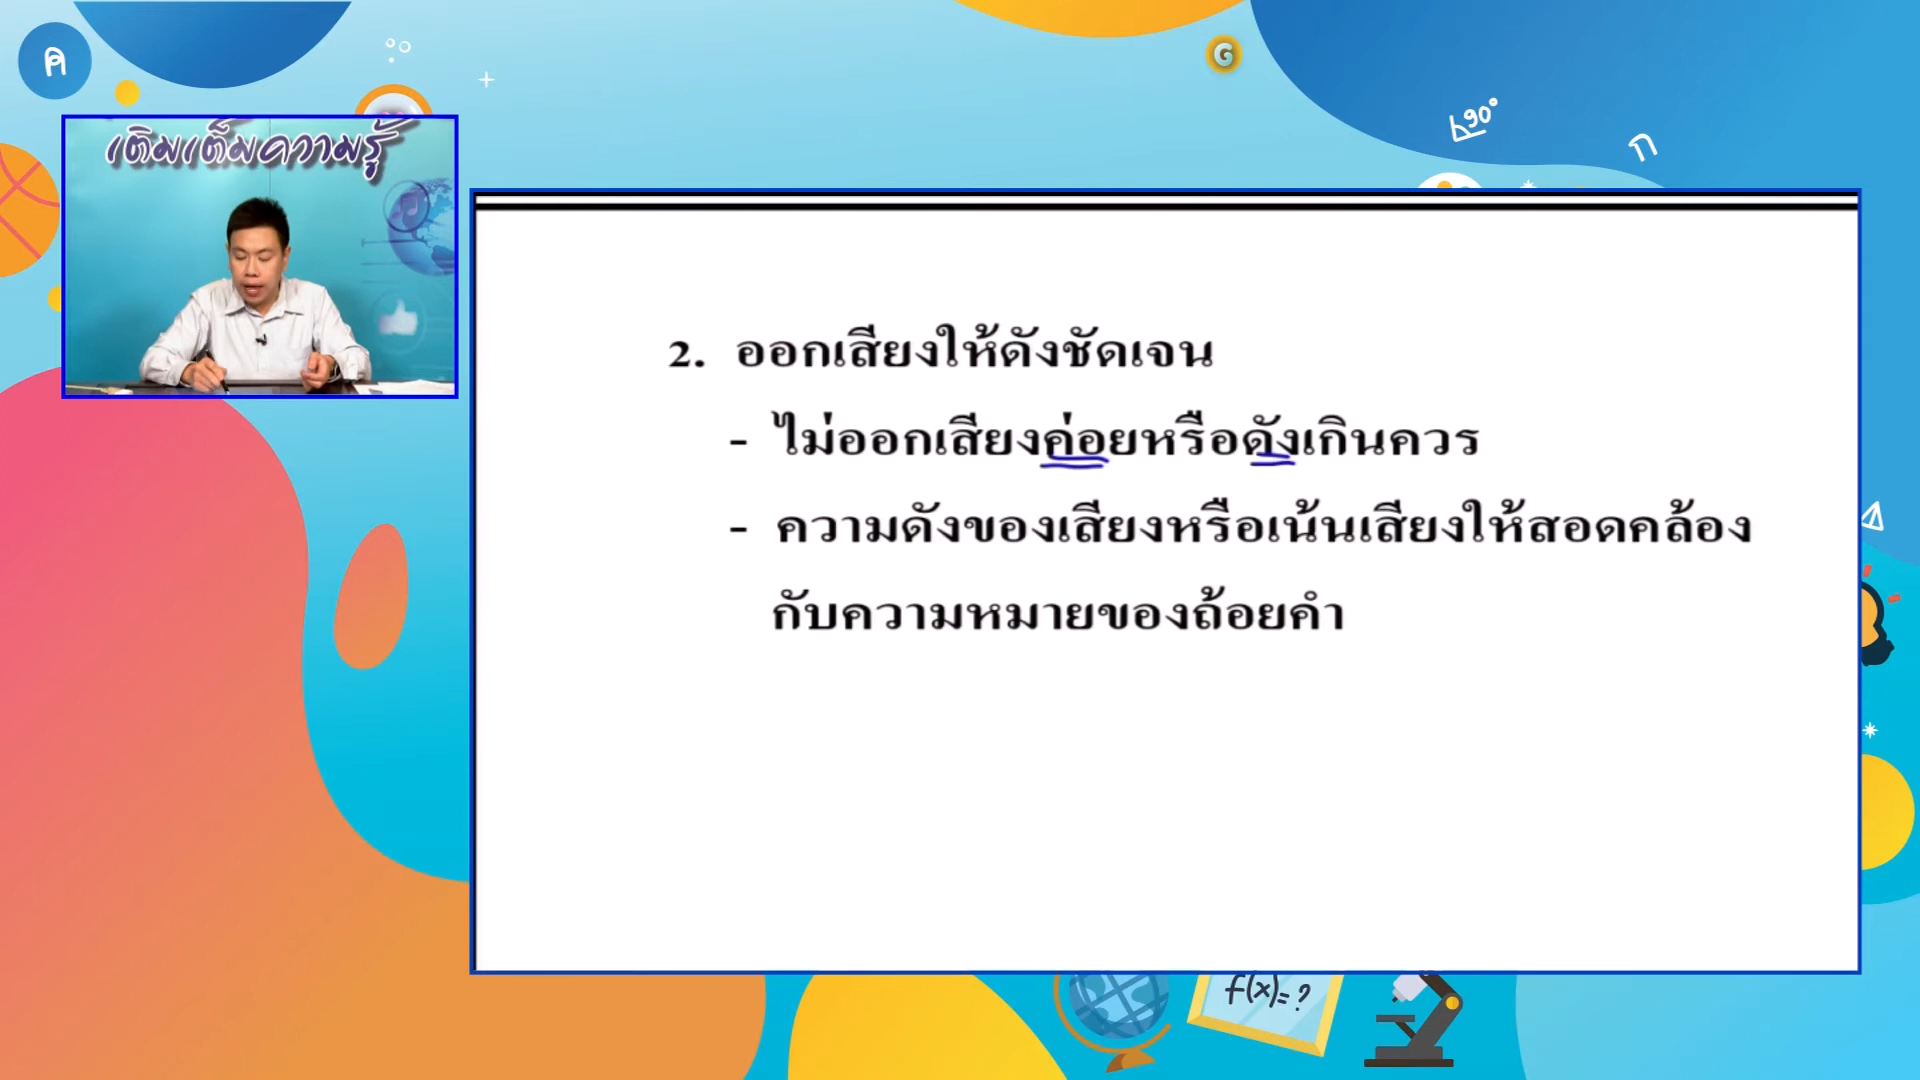 ค
G
90°
ก
เติมเต็มความรู้
2. ออกเสียงให้ดังชัดเจน
- ไม่ออกเสียงค่อยหรือดังเกินควร
- ความดังของเสียงหรือเน้นเสียงให้สอดคล้อง
กับความหมายของถ้อยคำ
f(x)=?